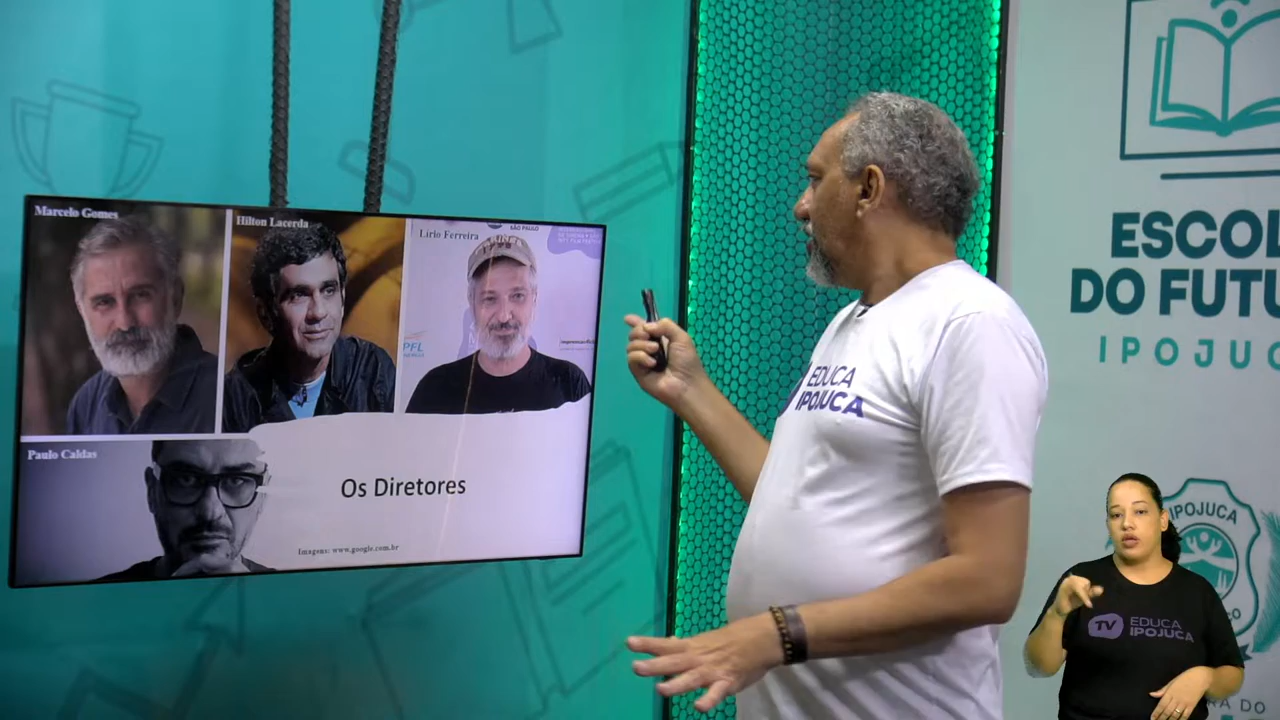 Marcelo Gomes
Hilton Lacerda
Lírio Ferreira
SÃO PAULO
Paulo Caldas
Os Diretores
Imagens: www.google.com.br
EDUCA
IPOJUCA
ESCOL
DO FUTU
IPOJUC
IPOJUCA
TV EDUCA
IPOJUCA